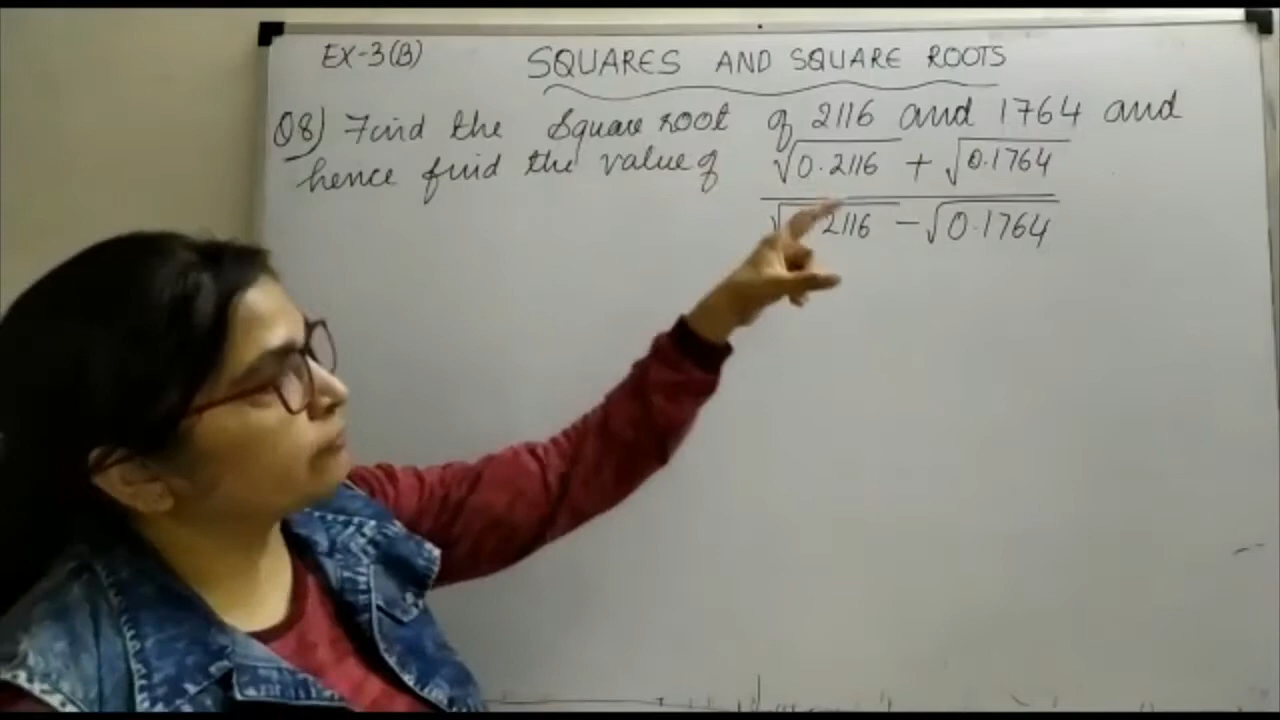 EX-3(B)
SQUARES AND SQUARE ROOTS
Q8) Find the Square root of 2116 and 1764 and
hence find the value of √0.2116 + √0.1764
√ 2116 - √0.1764